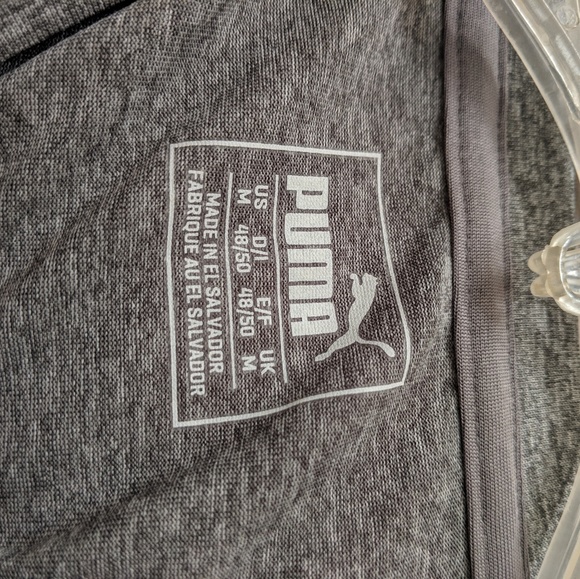 PUMA
US D/I E/F UK
M 48/50 48/50 M
MADE IN EL SALVADOR
FABRIQUE AU EL SALVADOR